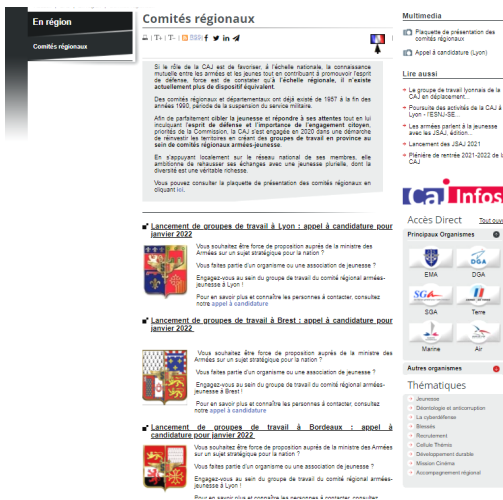 En région
Comités régionaux
Comités régionaux
T+ | T- |
Si le rôle de la CAJ est de favoriser, à l'échelle nationale, la connaissance
mutuelle entre les armées et les jeunes tout en contribuant à promouvoir l'esprit
de défense, force est de constater qu'à l'échelle régionale, il n'existe
actuellement plus de dispositif équivalent.
Des comités régionaux et départementaux ont déjà existé de 1987 à la fin des
années 1990, période de la suspension du service militaire.
Afin de parfaitement cibler la jeunesse et répondre à ses attentes tout en lui
inculquant l'esprit de défense et l'importance de l'engagement citoyen,
priorités de la Commission, la CAJ s'est engagée en 2020 dans une démarche
de réinvestir les territoires en créant des groupes de travail en province au
sein de comités régionaux armées-jeunesse.
En s'appuyant localement sur le réseau national de ses membres, elle
ambitionne de rehausser ses échanges avec une jeunesse plurielle, dont la
diversité est une véritable richesse.
Vous pouvez consulter la plaquette de présentation des comités régionaux en
cliquant ici.
Lancement de groupes de travail à Lyon : appel à candidature pour
janvier 2022
Vous souhaitez être force de proposition auprès de la ministre des
Armées sur un sujet stratégique pour la nation ?
Vous faites partie d'un organisme ou une association de jeunesse ?
Engagez-vous au sein du groupe de travail du comité régional armées-
jeunesse à Lyon !
Pour en savoir plus et connaître les personnes à contacter, consultez
notre appel à candidature
Lancement de groupes de travail à Brest : appel à candidature pour
janvier 2022
Vous souhaitez être force de proposition auprès de la ministre des
Armées sur un sujet stratégique pour la nation ?
Vous faites partie d'un organisme ou une association de jeunesse ?
Engagez-vous au sein du groupe de travail du comité régional armées-
jeunesse à Brest !
Pour en savoir plus et connaître les personnes à contacter, consultez
notre appel à candidature
Lancement de groupes de travail à Bordeaux : appel à
candidature pour janvier 2022
Vous souhaitez être force de proposition auprès de la ministre des Armées
sur un sujet stratégique pour la nation ?
Vous faites partie d'un organisme ou une association de jeunesse ?
Engagez-vous au sein du groupe de travail du comité régional armées-
jeunesse à Lyon !
Pour en savoir plus et connaître les personnes à contacter, consultez
Multimedia
Plaquette de présentation des
comités régionaux
Appel à candidature (Lyon)
Lire aussi
Le groupe de travail lyonnais de la
CAJ en déplacement...
Poursuite des activités de la CAJ à
Lyon - l'ESNJ-SE...
Les armées parlent à la jeunesse
avec les JSAJ, édition...
Lancement des JSAJ 2021
Plénière de rentrée 2021-2022 de la
CAJ
caj Infos
Accès Direct Tout ouv
Principaux Organismes
EMA DGA
SGA Terre
Marine Air
Autres organismes
Thématiques
Jeunesse
Déontologie et anticorruption
La cyberdéfense
Blessés
Recrutement
Cellule Thémis
Développement durable
Mission Cinéma
Accompagnement régional